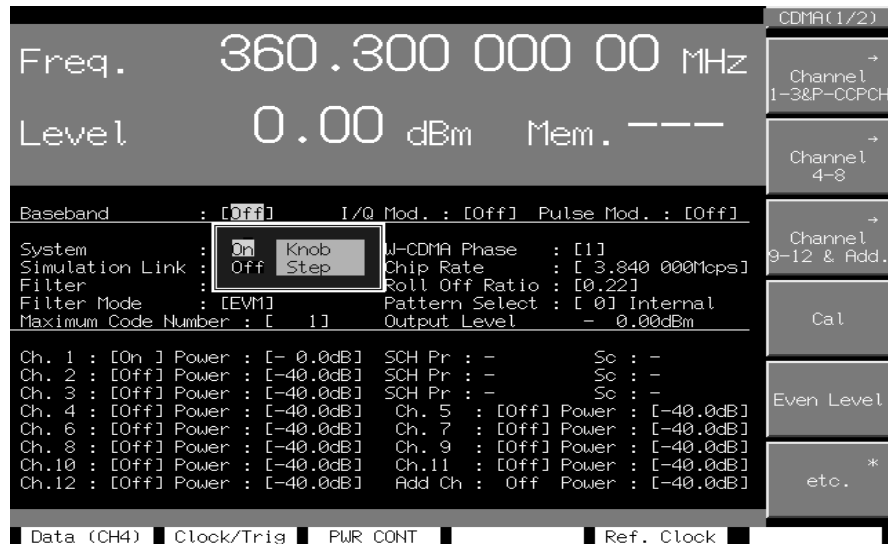 CDMA(1/2)
Freq. 360.300 000 00 MHz
Level 0.00 dBm Mem. ---
→
Channel
1-3&P-CCPCH
→
Channel
4-8
→
Channel
9-12 & Add.
Cal
Even Level
*
etc.
Baseband : [Off] I/Q Mod. : [Off] Pulse Mod. : [Off]
On Knob
Off Step
System : W-CDMA Phase : [1]
Simulation Link : Chip Rate : [ 3.840 000Mcps]
Filter : Roll Off Ratio : [0.22]
Filter Mode : [EVM] Pattern Select : [ 0] Internal
Maximum Code Number : [ 1] Output Level - 0.00dBm
Ch. 1 : [On ] Power : [- 0.0dB] SCH Pr : - Sc : -
Ch. 2 : [Off] Power : [-40.0dB] SCH Pr : - Sc : -
Ch. 3 : [Off] Power : [-40.0dB] SCH Pr : - Sc : -
Ch. 4 : [Off] Power : [-40.0dB] Ch. 5 : [Off] Power : [-40.0dB]
Ch. 6 : [Off] Power : [-40.0dB] Ch. 7 : [Off] Power : [-40.0dB]
Ch. 8 : [Off] Power : [-40.0dB] Ch. 9 : [Off] Power : [-40.0dB]
Ch.10 : [Off] Power : [-40.0dB] Ch.11 : [Off] Power : [-40.0dB]
Ch.12 : [Off] Power : [-40.0dB] Add Ch : Off Power : [-40.0dB]
Data (CH4) Clock/Trig PWR CONT Ref. Clock